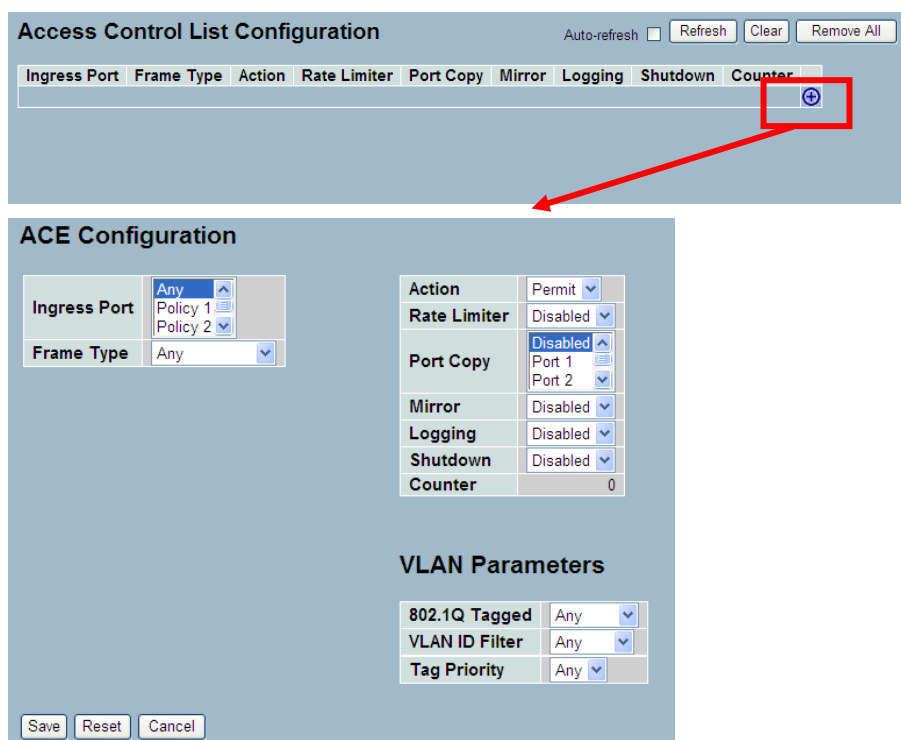 Access Control List Configuration
Auto-refresh Refresh Clear Remove All
Ingress Port Frame Type Action Rate Limiter Port Copy Mirror Logging Shutdown Counter
ACE Configuration
Ingress Port
Any
Policy 1
Policy 2
Frame Type Any
Action Permit
Rate Limiter Disabled
Port Copy
Disabled
Port 1
Port 2
Mirror Disabled
Logging Disabled
Shutdown Disabled
Counter 0
VLAN Parameters
802.1Q Tagged Any
VLAN ID Filter Any
Tag Priority Any
Save Reset Cancel